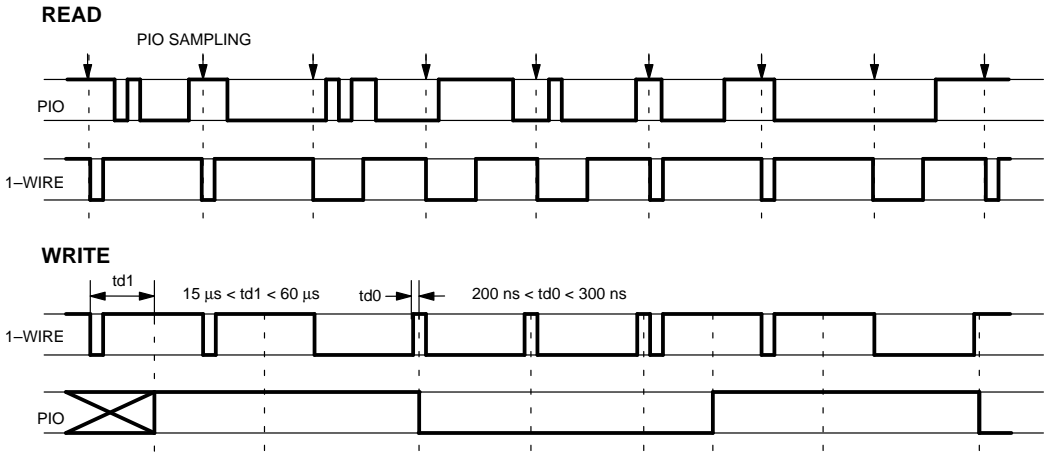 READ
PIO SAMPLING
PIO
1–WIRE
WRITE
td1
15 µs < td1 < 60 µs
td0
200 ns < td0 < 300 ns
1–WIRE
PIO